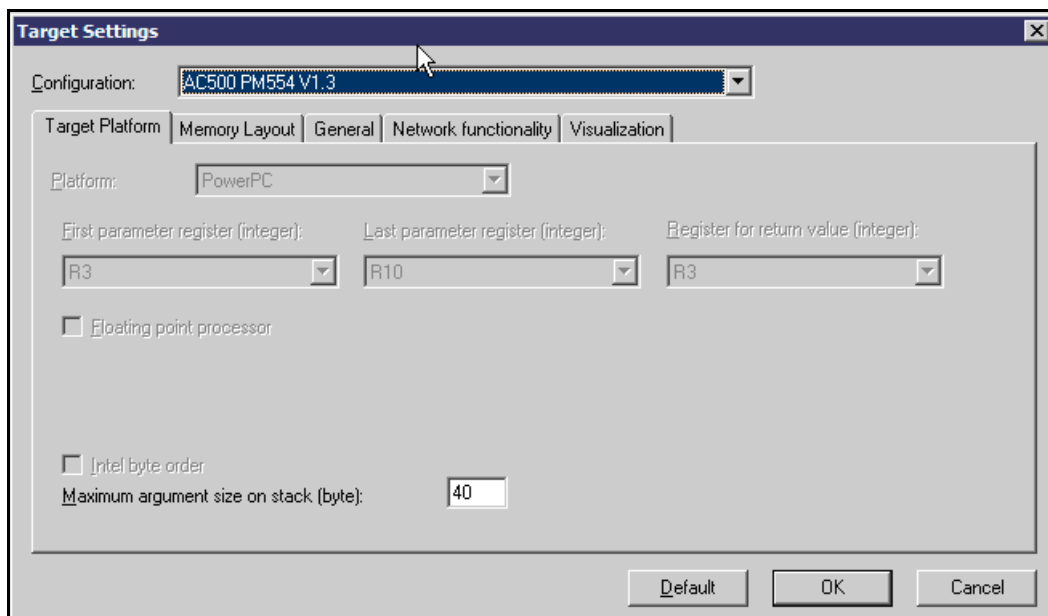 Target Settings
Configuration: AC500 PM554 V1.3
Target Platform Memory Layout General Network functionality Visualization
Platform: PowerPC
First parameter register (integer): Last parameter register (integer): Register for return value (integer):
R3 R10 R3
Floating point processor
Intel byte order
Maximum argument size on stack (byte): 40
Default OK Cancel